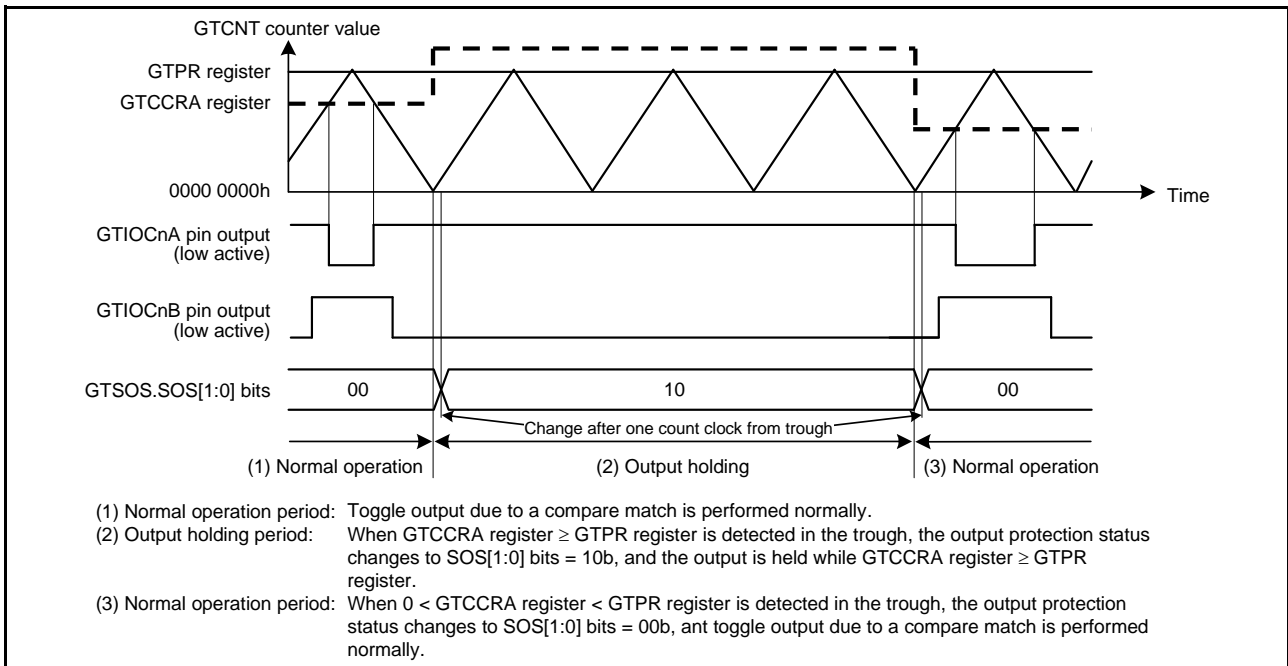 GTCNT counter value
GTPR register
GTCCRA register
0000 0000h
Time
GTIOCnA pin output
(low active)
GTIOCnB pin output
(low active)
GTSOS.SOS[1:0] bits
00
10
00
Change after one count clock from trough
(1) Normal operation
(2) Output holding
(3) Normal operation
(1) Normal operation period: Toggle output due to a compare match is performed normally.
(2) Output holding period: When GTCCRA register ≥ GTPR register is detected in the trough, the output protection status
changes to SOS[1:0] bits = 10b, and the output is held while GTCCRA register ≥ GTPR
register.
(3) Normal operation period: When 0 < GTCCRA register < GTPR register is detected in the trough, the output protection
status changes to SOS[1:0] bits = 00b, ant toggle output due to a compare match is performed
normally.